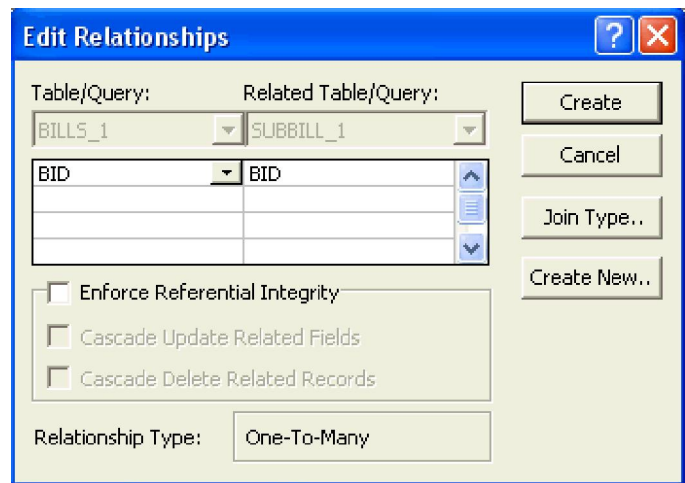 Edit Relationships
Table/Query: Related Table/Query:
Create
BILLS_1 SUBBILL_1
Cancel
BID BID
Join Type..
Create New..
Enforce Referential Integrity
Cascade Update Related Fields
Cascade Delete Related Records
Relationship Type: One-To-Many